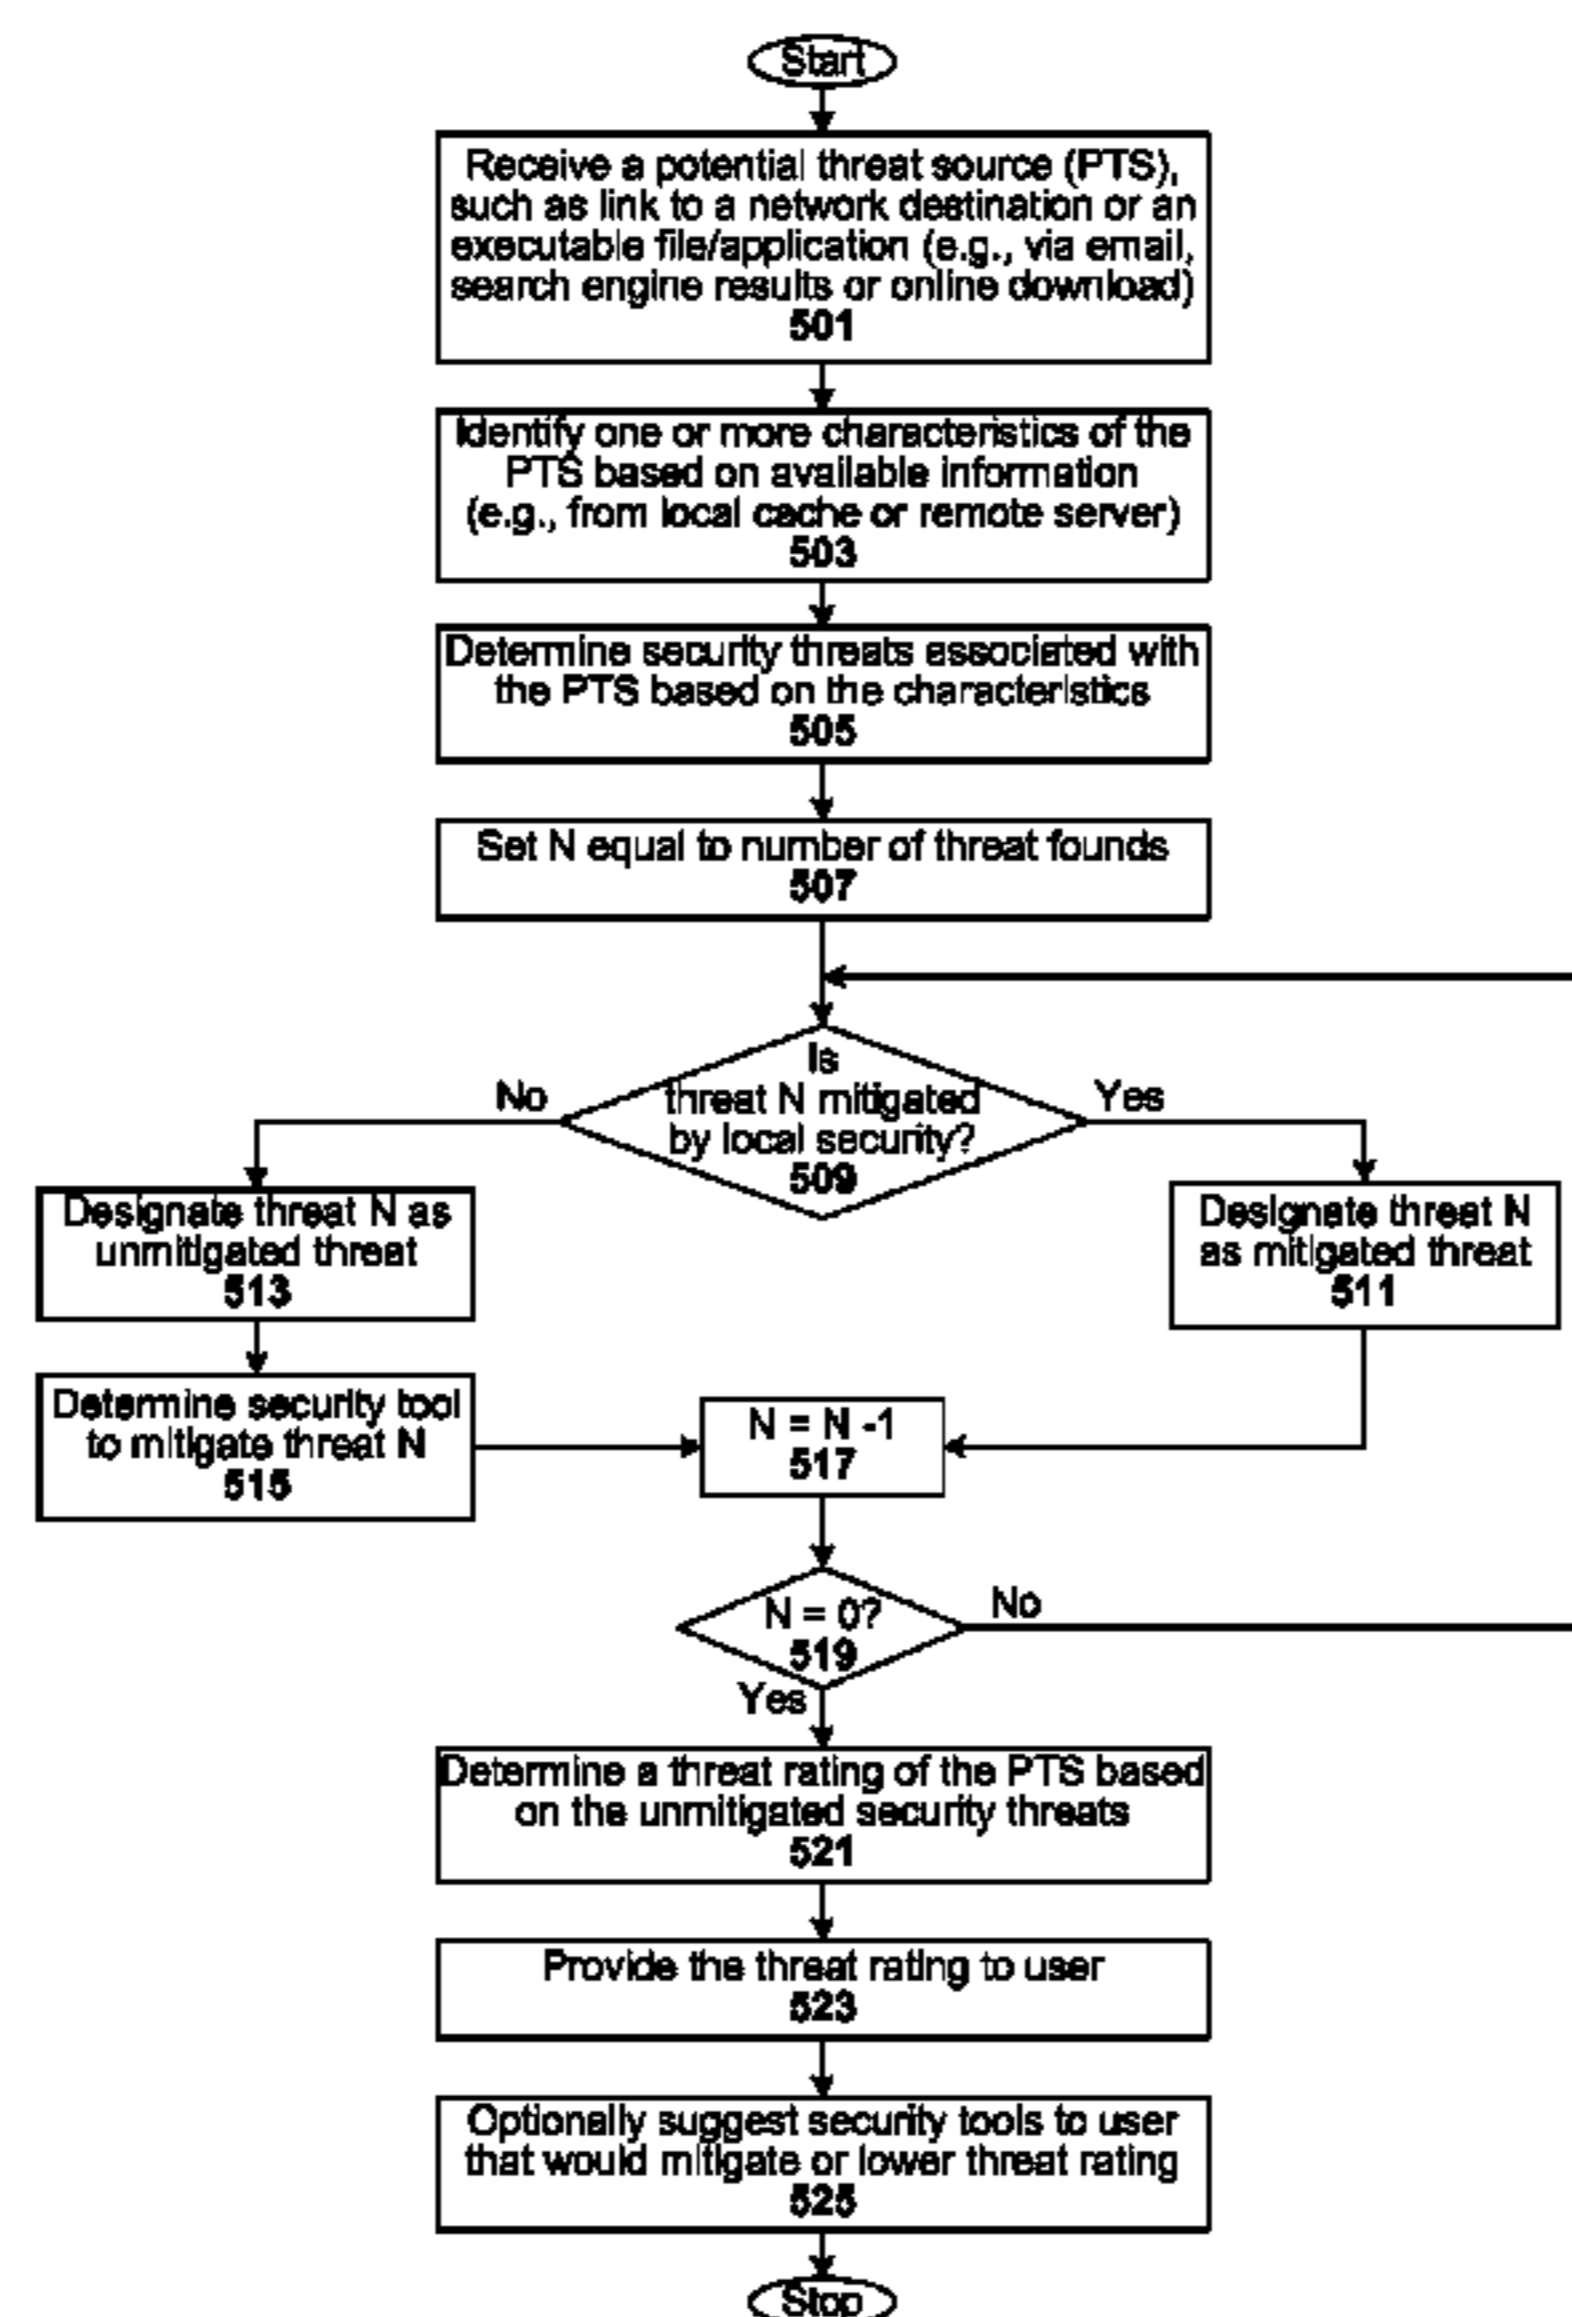 Start
Receive a potential threat source (PTS),
such as link to a network destination or an
executable file/application (e.g., via email,
search engine results or online download)
501
Identify one or more characteristics of the
PTS based on available information
(e.g., from local cache or remote server)
503
Determine security threats associated with
the PTS based on the characteristics
505
Set N equal to number of threat founds
507
Is
threat N mitigated
by local security?
509
No
Yes
Designate threat N as
unmitigated threat
513
Designate threat N
as mitigated threat
511
Determine security tool
to mitigate threat N
515
N = N -1
517
N = 0?
519
No
Yes
Determine a threat rating of the PTS based
on the unmitigated security threats
521
Provide the threat rating to user
523
Optionally suggest security tools to user
that would mitigate or lower threat rating
525
Stop